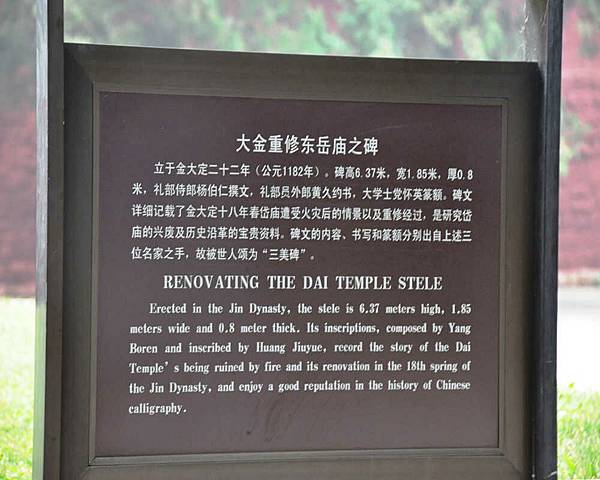 大金重修东岳庙之碑
立于金大定二十二年（公元1182年）。碑高6.37米，宽1.85米，厚0.8
米，礼部侍郎杨伯仁撰文，礼部员外郎黄久约书，大学士党怀英篆额。碑文
详细记载了金大定十八年春岱庙遭受火灾后的情景以及重修经过，是研究岱
庙的兴废及历史沿革的宝贵资料。碑文的内容、书写和篆额分别出自上述三
位名家之手，故被世人颂为“三美碑”。
RENOVATING THE DAI TEMPLE STELE
Erected in the Jin Dynasty, the stele is 6.37 meters high, 1.85
meters wide and 0.8 meter thick. Its inscriptions, composed by Yang
Boren and inscribed by Huang Jiuyue, record the story of the Dai
Temple’s being ruined by fire and its renovation in the 18th spring of
the Jin Dynasty, and enjoy a good reputation in the history of Chinese
calligraphy.